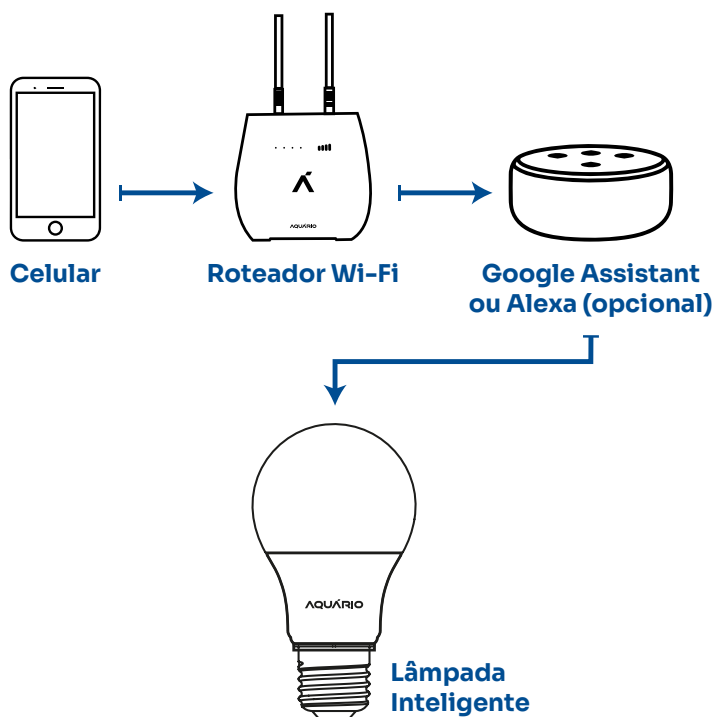 AQUÁRIO
Celular
Roteador Wi-Fi
Google Assistant
ou Alexa (opcional)
AQUÁRIO
Lâmpada
Inteligente